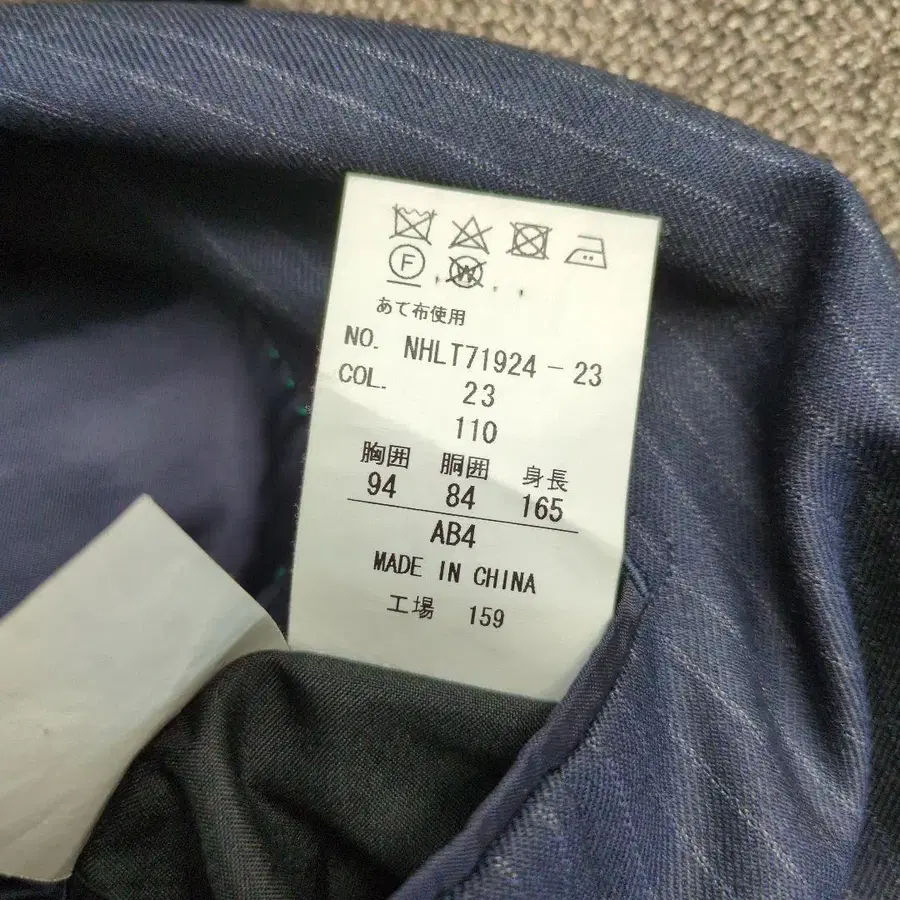 F W
あて布使用
NO. NHLT71924-23
COL. 23
110
胸囲 胴囲 身長
94 84 165
AB4
MADE IN CHINA
工場 159